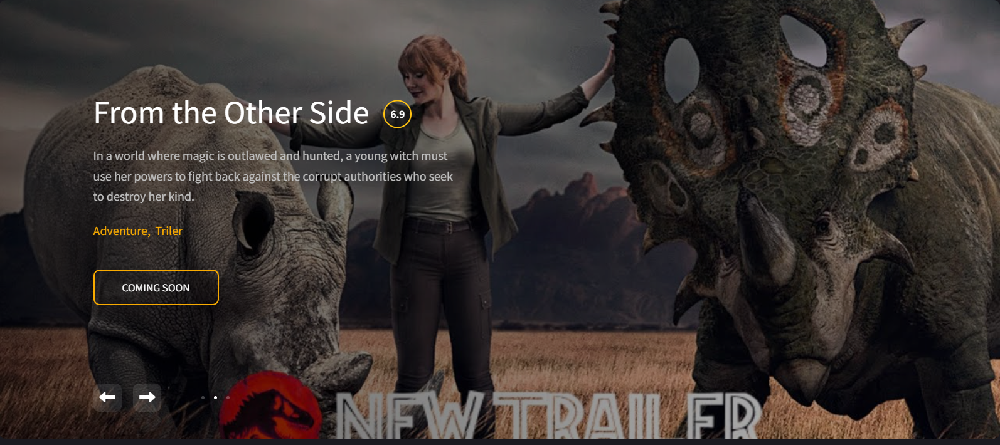 From the Other Side 6.9
In a world where magic is outlawed and hunted, a young witch must
use her powers to fight back against the corrupt authorities who seek
to destroy her kind.
Adventure, Triler
COMING SOON
NEW TRAILER